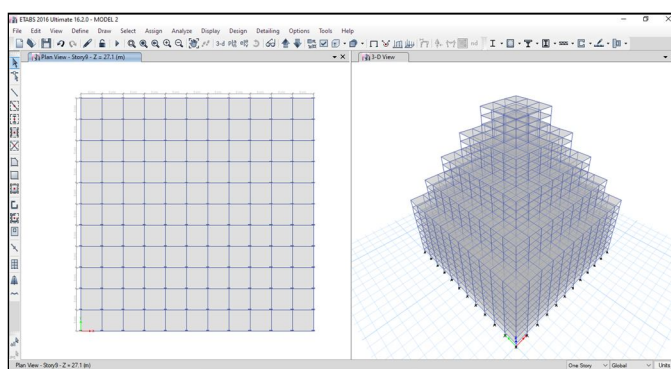 ETABS 2016 Ultimate 16.2.0 - MODEL 2
File Edit View Define Draw Select Assign Analyze Display Design Detailing Options Tools Help
3-d
Plan View - Story9 - Z = 27.1 (m)
3-D View
Plan View - Story9 - Z = 27.1 (m)
One Story Global Units